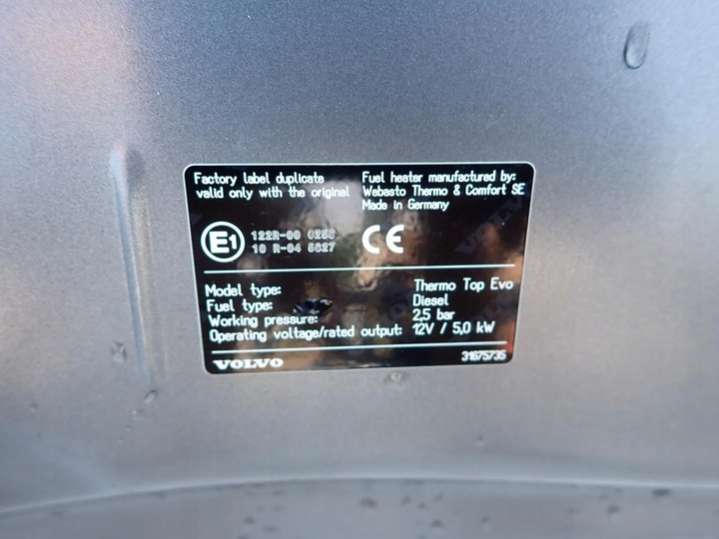 Factory label duplicate
valid only with the original
Fuel heater manufactured by:
Webasto Thermo & Comfort SE
Made in Germany
E1
122R-00 0258
10 R-04 5627
CE
Model type: Thermo Top Evo
Fuel type: Diesel
Working pressure: 2,5 bar
Operating voltage/rated output: 12V / 5,0 kW
VOLVO
31675735